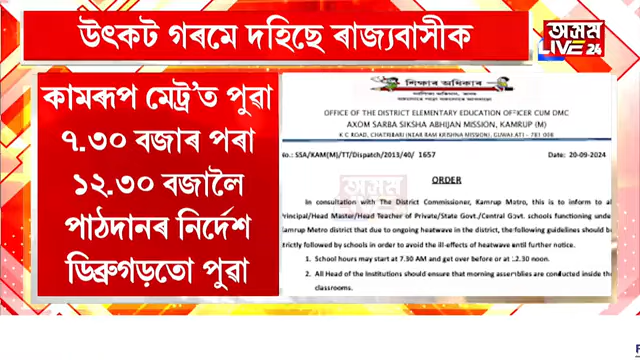 উৎকট গৰমে দহিছে ৰাজ্যবাসীক
অসম
LIVE 24
কামৰূপ মেট্ৰ'ত পুৱা
৭.৩০ বজাৰ পৰা
১২.৩০ বজালৈ
পাঠদানৰ নিৰ্দেশ
ডিব্ৰুগড়তো পুৱা
শিক্ষাৰ অধিকাৰ
OFFICE OF THE DISTRICT ELEMENTARY EDUCATION OFFICER CUM DMC
AXOM SARBA SIKSHA ABHIJAN MISSION, KAMRUP (M)
K C ROAD, CHATRIBARI (NEAR RAM KRISHNA MISSION), GUWAHATI - 781 008
No.: SSA/KAM(M)/TT/Dispatch/2013/40/ 1657 Date: 20-09-2024
ORDER
In consultation with The District Commissioner, Kamrup Metro, this is to inform to al
Principal/Head Master/Head Teacher of Private/State Govt./Central Govt. schools functioning under
Kamrup Metro district that due to ongoing heatwave in the district, the following guidelines should be
strictly followed by schools in order to avoid the ill-effects of heatwave until further notice.
1. School hours may start at 7.30 AM and get over before or at 12.30 noon.
2. All Head of the Institutions should ensure that morning assemblies are conducted inside the
classrooms.